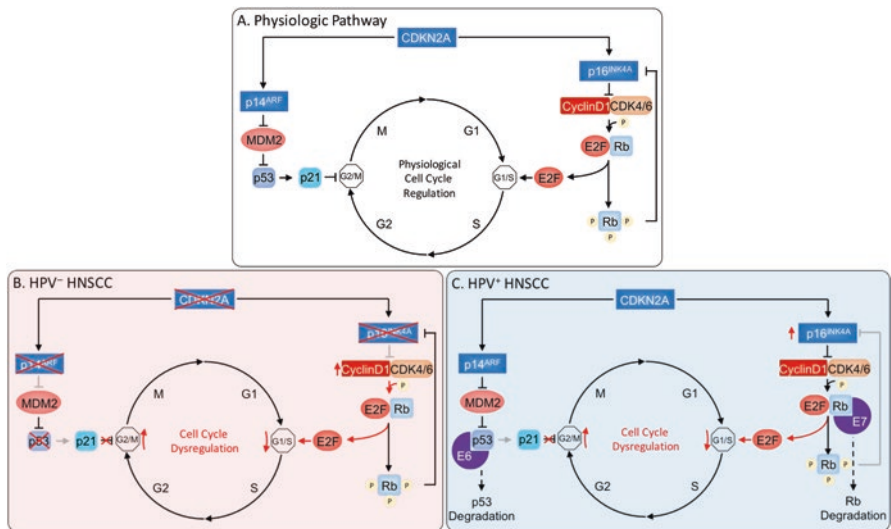 A. Physiologic Pathway
CDKN2A
p14ARF
p16INK4A
MDM2
CyclinD1
CDK4/6
P
M
G1
E2F
Rb
p53
p21
G2/M
Physiological
Cell Cycle
Regulation
G1/S
E2F
G2
S
P
Rb
P
P
B. HPV– HNSCC
CDKN2A
p14ARF
p16INK4A
CyclinD1
CDK4/6
P
MDM2
M
G1
E2F
Rb
p53
p21
G2/M
Cell Cycle
Dysregulation
G1/S
E2F
G2
S
P
Rb
P
P
C. HPV+ HNSCC
CDKN2A
p14ARF
p16INK4A
CyclinD1
CDK4/6
P
MDM2
M
G1
E2F
Rb
E7
p53
E6
p21
G2/M
Cell Cycle
Dysregulation
G1/S
E2F
G2
S
P
Rb
P
P
p53
Degradation
Rb
Degradation